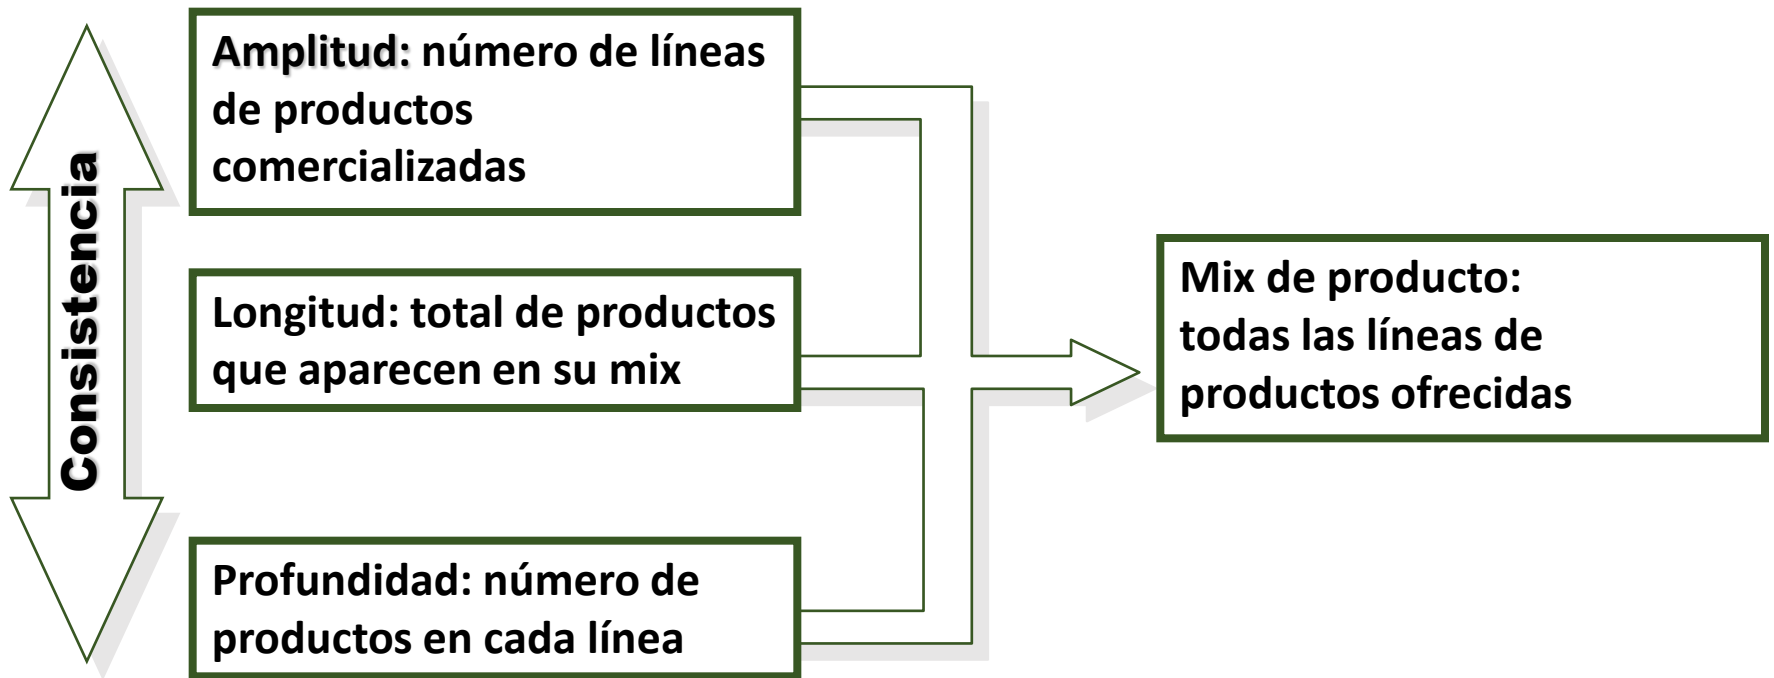 Consistencia
Amplitud: número de líneas
de productos
comercializadas
Longitud: total de productos
que aparecen en su mix
Profundidad: número de
productos en cada línea
Mix de producto:
todas las líneas de
productos ofrecidas